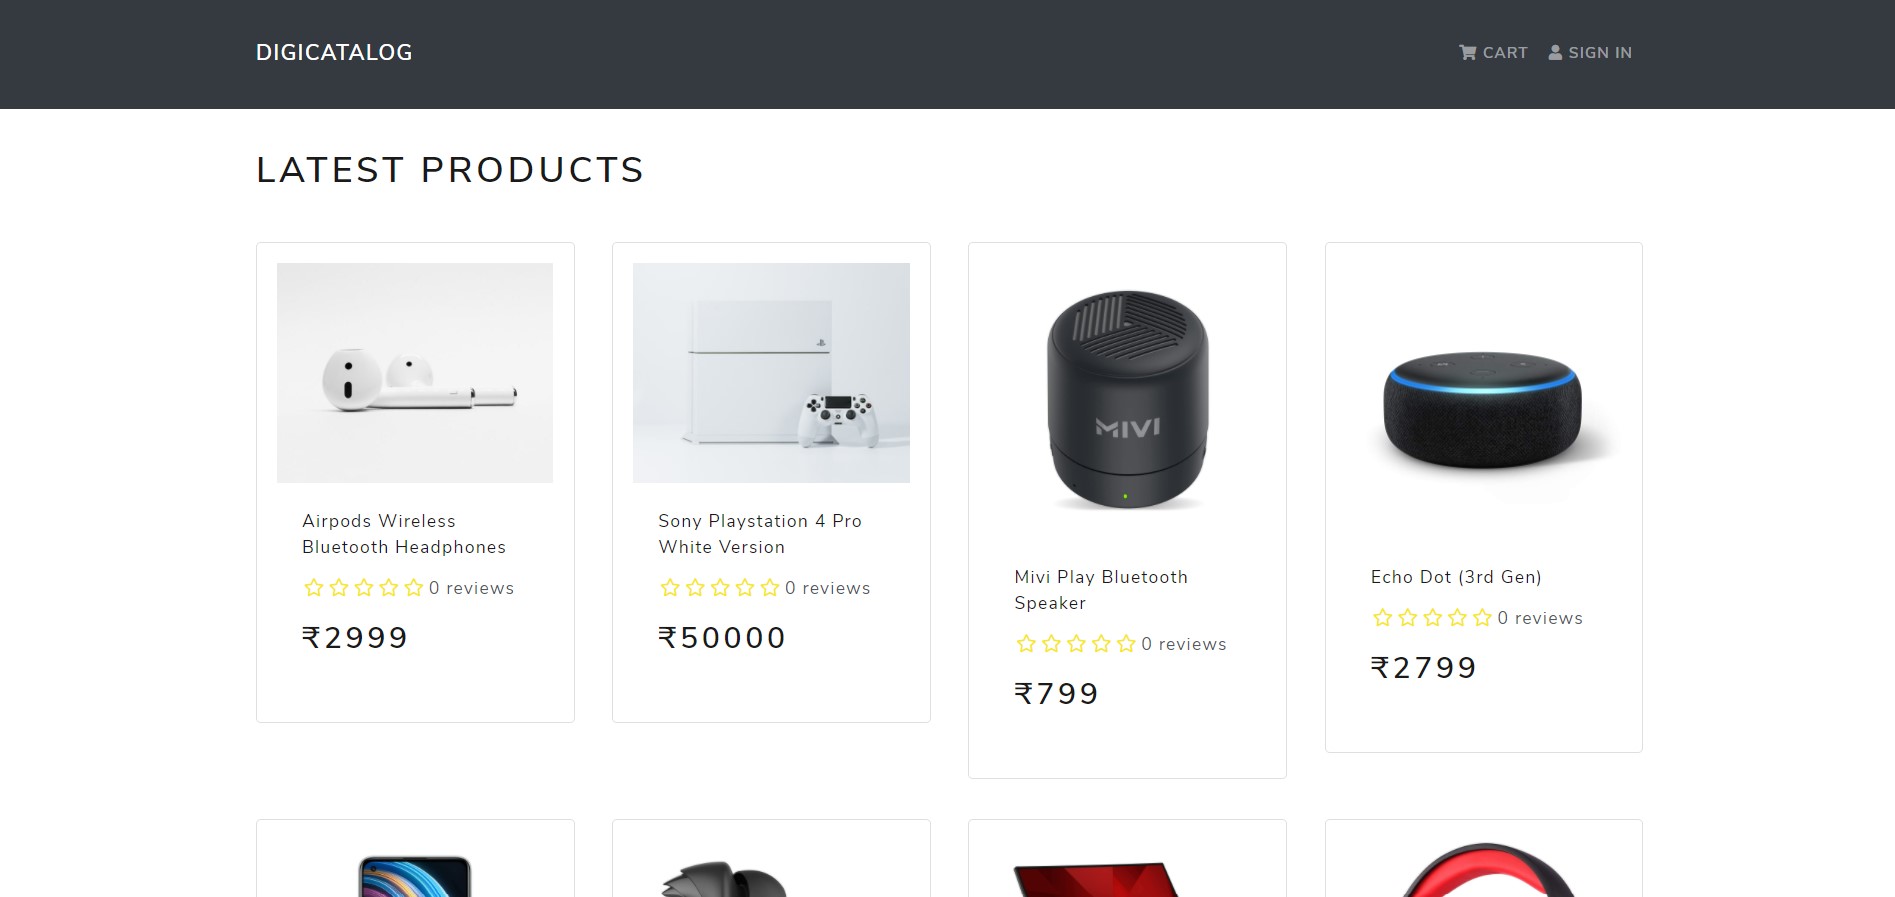 DIGICATALOG
CART
SIGN IN
LATEST PRODUCTS
Airpods Wireless
Bluetooth Headphones
0 reviews
₹2999
Sony Playstation 4 Pro
White Version
0 reviews
₹50000
MIVI
Mivi Play Bluetooth
Speaker
0 reviews
₹799
Echo Dot (3rd Gen)
0 reviews
₹2799